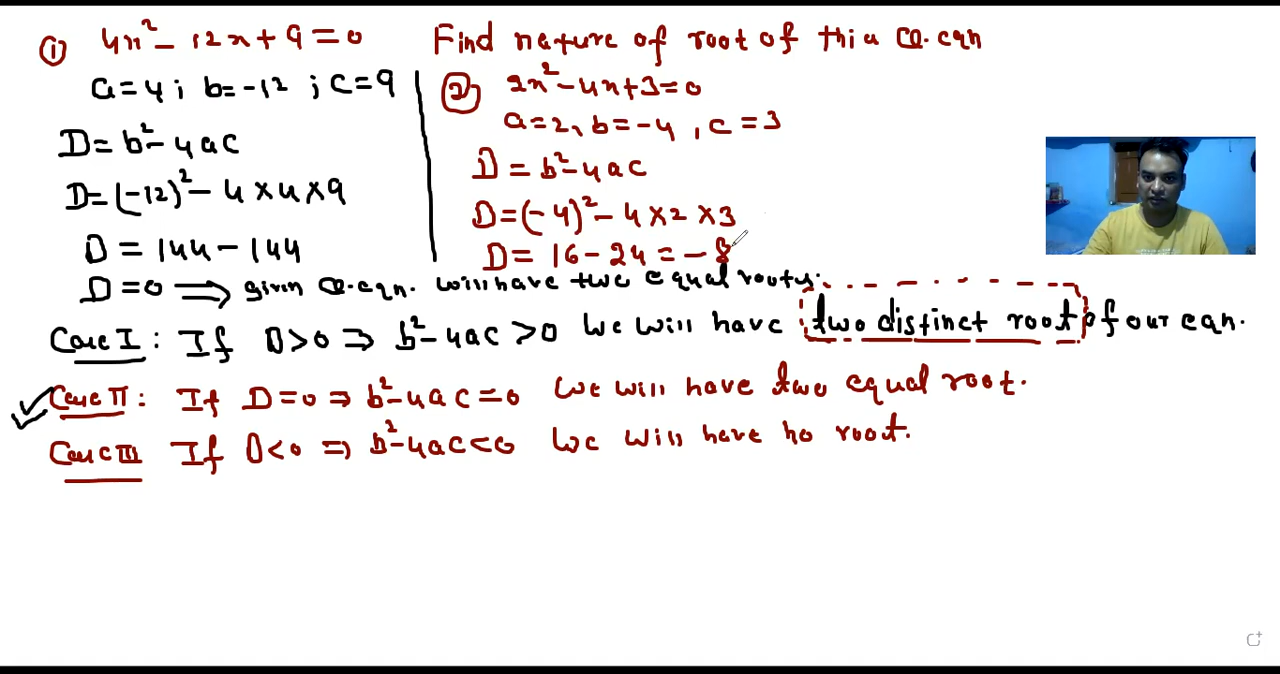 ① 4x² - 12x + 9 = 0
Find nature of root of this Q. eqn
a = 4 ; b = -12 ; c = 9
D = b² - 4ac
D = (-12)² - 4 × 4 × 9
D = 144 - 144
D = 0 ⇒ given Q. eqn. will have two equal roots.
② 2x² - 4x + 3 = 0
a = 2, b = -4, c = 3
D = b² - 4ac
D = (-4)² - 4 × 2 × 3
D = 16 - 24 = -8
Case I : If D > 0 ⇒ b² - 4ac > 0 We will have two distinct root of our eqn.
Case II : If D = 0 ⇒ b² - 4ac = 0 We will have two equal root.
Case III If D < 0 ⇒ b² - 4ac < 0 We will have no root.